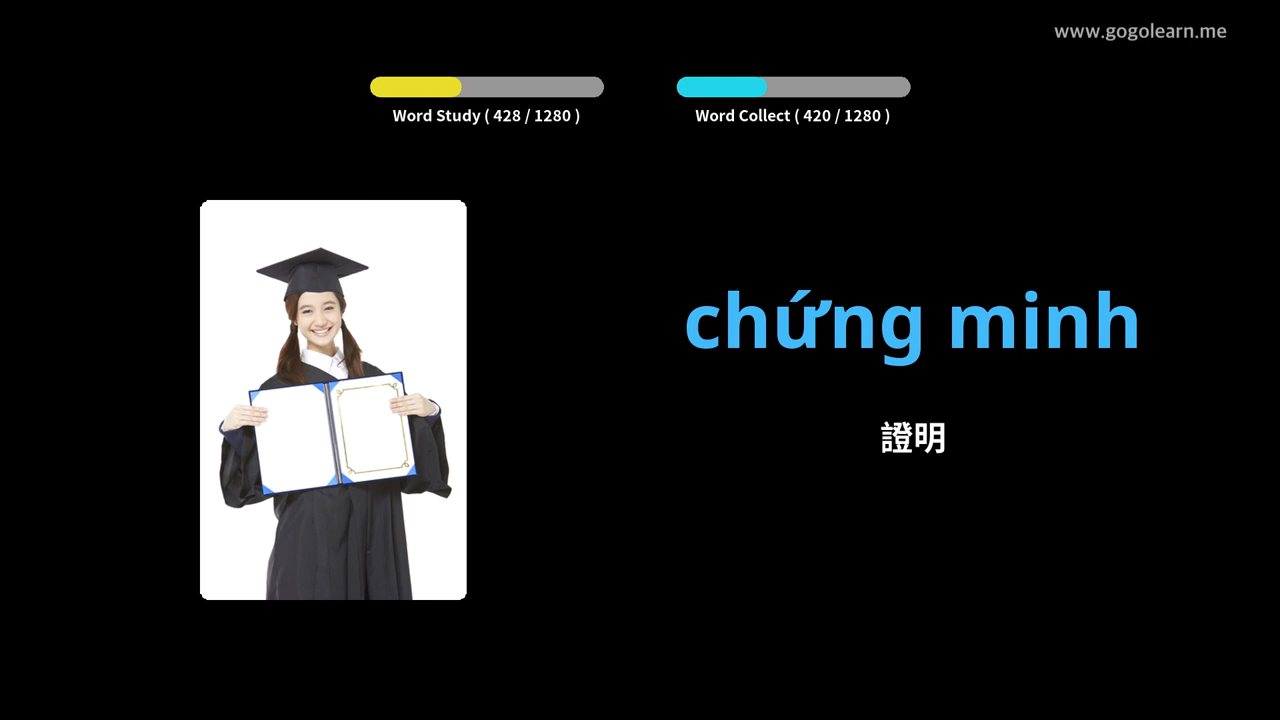 www.gogolearn.me
Word Study ( 428 / 1280 )
Word Collect ( 420 / 1280 )
chứng minh
證明